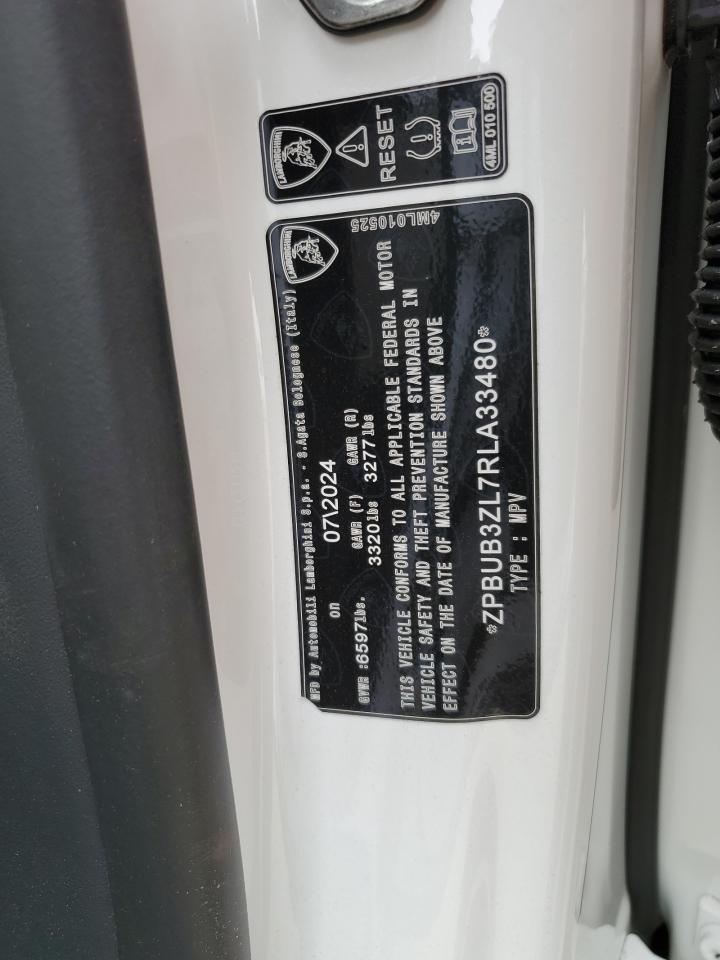 LAMBORGHINI
RESET
4ML 010 500
LAMBORGHINI
4ML010525
MFD by Automobili Lamborghini S.p.a. - S.Agata Bolognese (Italy)
on 07\2024
GAWR (F) GAWR (R)
GVWR :6597lbs. 3320lbs 3277lbs
THIS VEHICLE CONFORMS TO ALL APPLICABLE FEDERAL MOTOR
VEHICLE SAFETY AND THEFT PREVENTION STANDARDS IN
EFFECT ON THE DATE OF MANUFACTURE SHOWN ABOVE
*ZPBUB3ZL7RLA33480*
TYPE : MPV